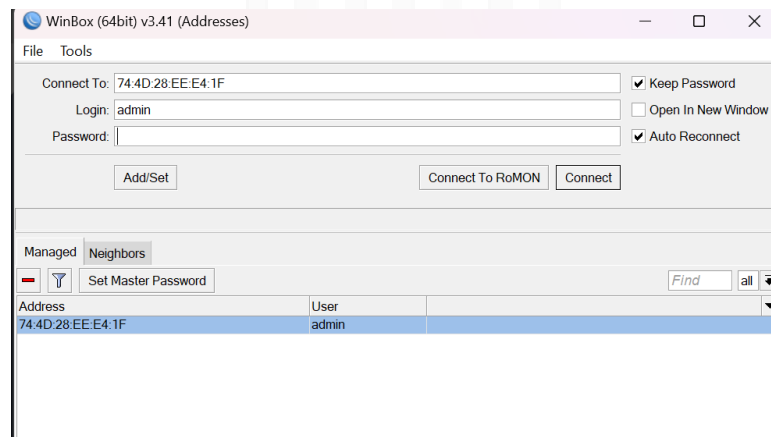 WinBox (64bit) v3.41 (Addresses)
File Tools
Connect To: 74:4D:28:EE:E4:1F
Keep Password
Login: admin
Open In New Window
Password:
Auto Reconnect
Add/Set
Connect To RoMON
Connect
Managed Neighbors
Set Master Password
Find
all
Address User
74:4D:28:EE:E4:1F admin